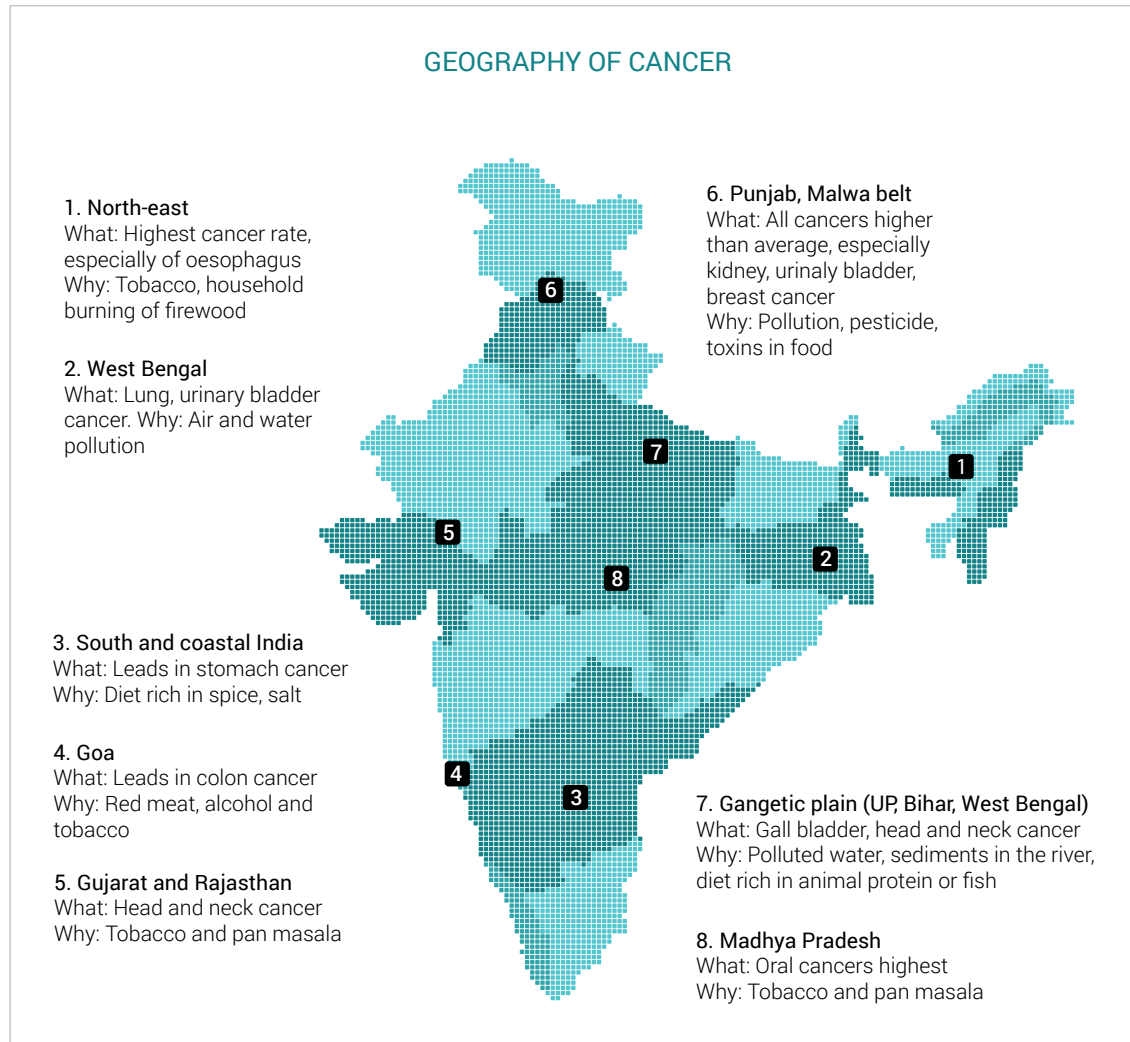 GEOGRAPHY OF CANCER
1. North-east
What: Highest cancer rate,
especially of oesophagus
Why: Tobacco, household
burning of firewood
2. West Bengal
What: Lung, urinary bladder
cancer. Why: Air and water
pollution
3. South and coastal India
What: Leads in stomach cancer
Why: Diet rich in spice, salt
4. Goa
What: Leads in colon cancer
Why: Red meat, alcohol and
tobacco
5. Gujarat and Rajasthan
What: Head and neck cancer
Why: Tobacco and pan masala
6. Punjab, Malwa belt
What: All cancers higher
than average, especially
kidney, urinaly bladder,
breast cancer
Why: Pollution, pesticide,
toxins in food
7. Gangetic plain (UP, Bihar, West Bengal)
What: Gall bladder, head and neck cancer
Why: Polluted water, sediments in the river,
diet rich in animal protein or fish
8. Madhya Pradesh
What: Oral cancers highest
Why: Tobacco and pan masala
6
7
1
5
2
8
4
3